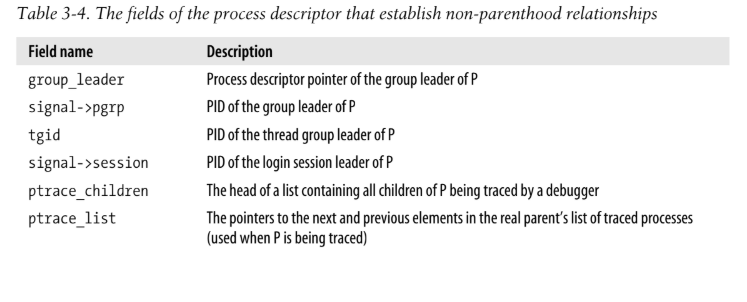 Table 3-4. The fields of the process descriptor that establish non-parenthood relationships
Field name Description
group_leader Process descriptor pointer of the group leader of P
signal->pgrp PID of the group leader of P
tgid PID of the thread group leader of P
signal->session PID of the login session leader of P
ptrace_children The head of a list containing all children of P being traced by a debugger
ptrace_list The pointers to the next and previous elements in the real parent's list of traced processes
(used when P is being traced)